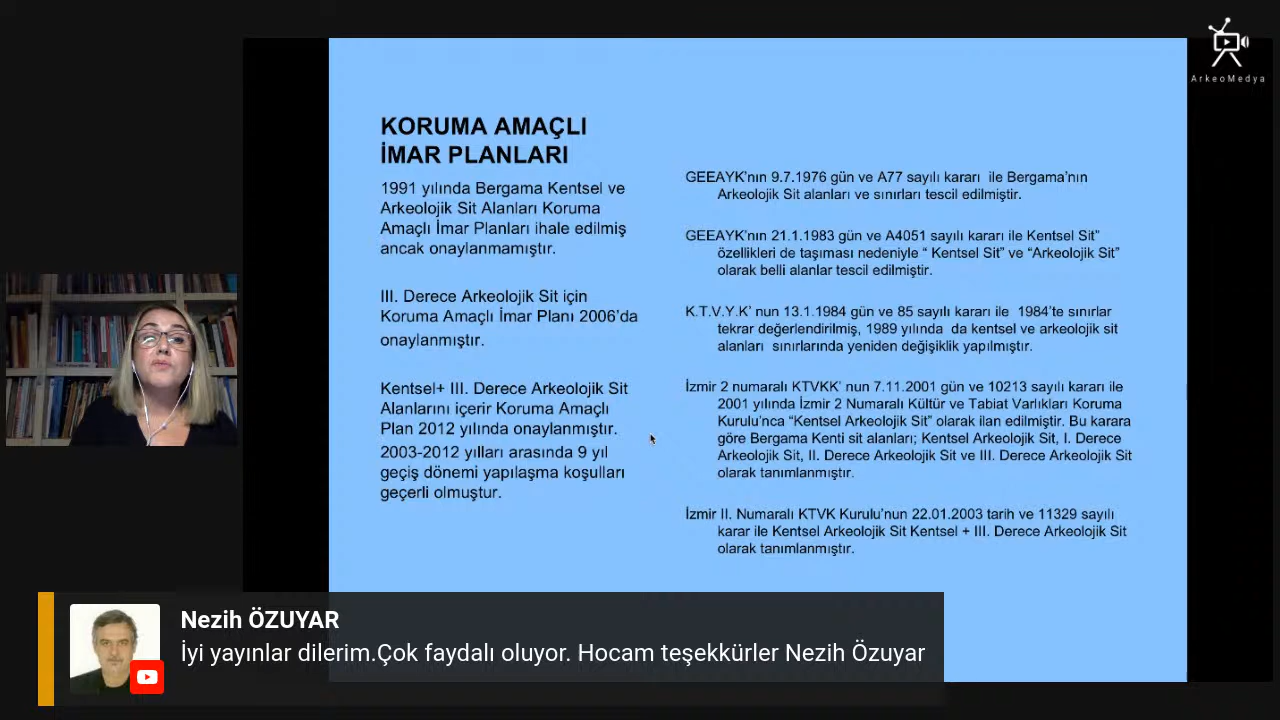 ArkeoMedya
KORUMA AMAÇLI
İMAR PLANLARI
1991 yılında Bergama Kentsel ve
Arkeolojik Sit Alanları Koruma
Amaçlı İmar Planları ihale edilmiş
ancak onaylanmamıştır.
III. Derece Arkeolojik Sit için
Koruma Amaçlı İmar Planı 2006'da
onaylanmıştır.
Kentsel+ III. Derece Arkeolojik Sit
Alanlarını içerir Koruma Amaçlı
Plan 2012 yılında onaylanmıştır.
2003-2012 yılları arasında 9 yıl
geçiş dönemi yapılaşma koşulları
geçerli olmuştur.
GEEAYK'nın 9.7.1976 gün ve A77 sayılı kararı ile Bergama'nın
Arkeolojik Sit alanları ve sınırları tescil edilmiştir.
GEEAYK'nın 21.1.1983 gün ve A4051 sayılı kararı ile Kentsel Sit"
özellikleri de taşıması nedeniyle " Kentsel Sit" ve "Arkeolojik Sit"
olarak belli alanlar tescil edilmiştir.
K.T.V.Y.K' nun 13.1.1984 gün ve 85 sayılı kararı ile 1984'te sınırlar
tekrar değerlendirilmiş, 1989 yılında da kentsel ve arkeolojik sit
alanları sınırlarında yeniden değişiklik yapılmıştır.
İzmir 2 numaralı KTVKK' nun 7.11.2001 gün ve 10213 sayılı kararı ile
2001 yılında İzmir 2 Numaralı Kültür ve Tabiat Varlıkları Koruma
Kurulu'nca "Kentsel Arkeolojik Sit" olarak ilan edilmiştir. Bu karara
göre Bergama Kenti sit alanları; Kentsel Arkeolojik Sit, I. Derece
Arkeolojik Sit, II. Derece Arkeolojik Sit ve III. Derece Arkeolojik Sit
olarak tanımlanmıştır.
İzmir II. Numaralı KTVK Kurulu'nun 22.01.2003 tarih ve 11329 sayılı
karar ile Kentsel Arkeolojik Sit Kentsel + III. Derece Arkeolojik Sit
olarak tanımlanmıştır.
Nezih ÖZUYAR
İyi yayınlar dilerim.Çok faydalı oluyor. Hocam teşekkürler Nezih Özuyar